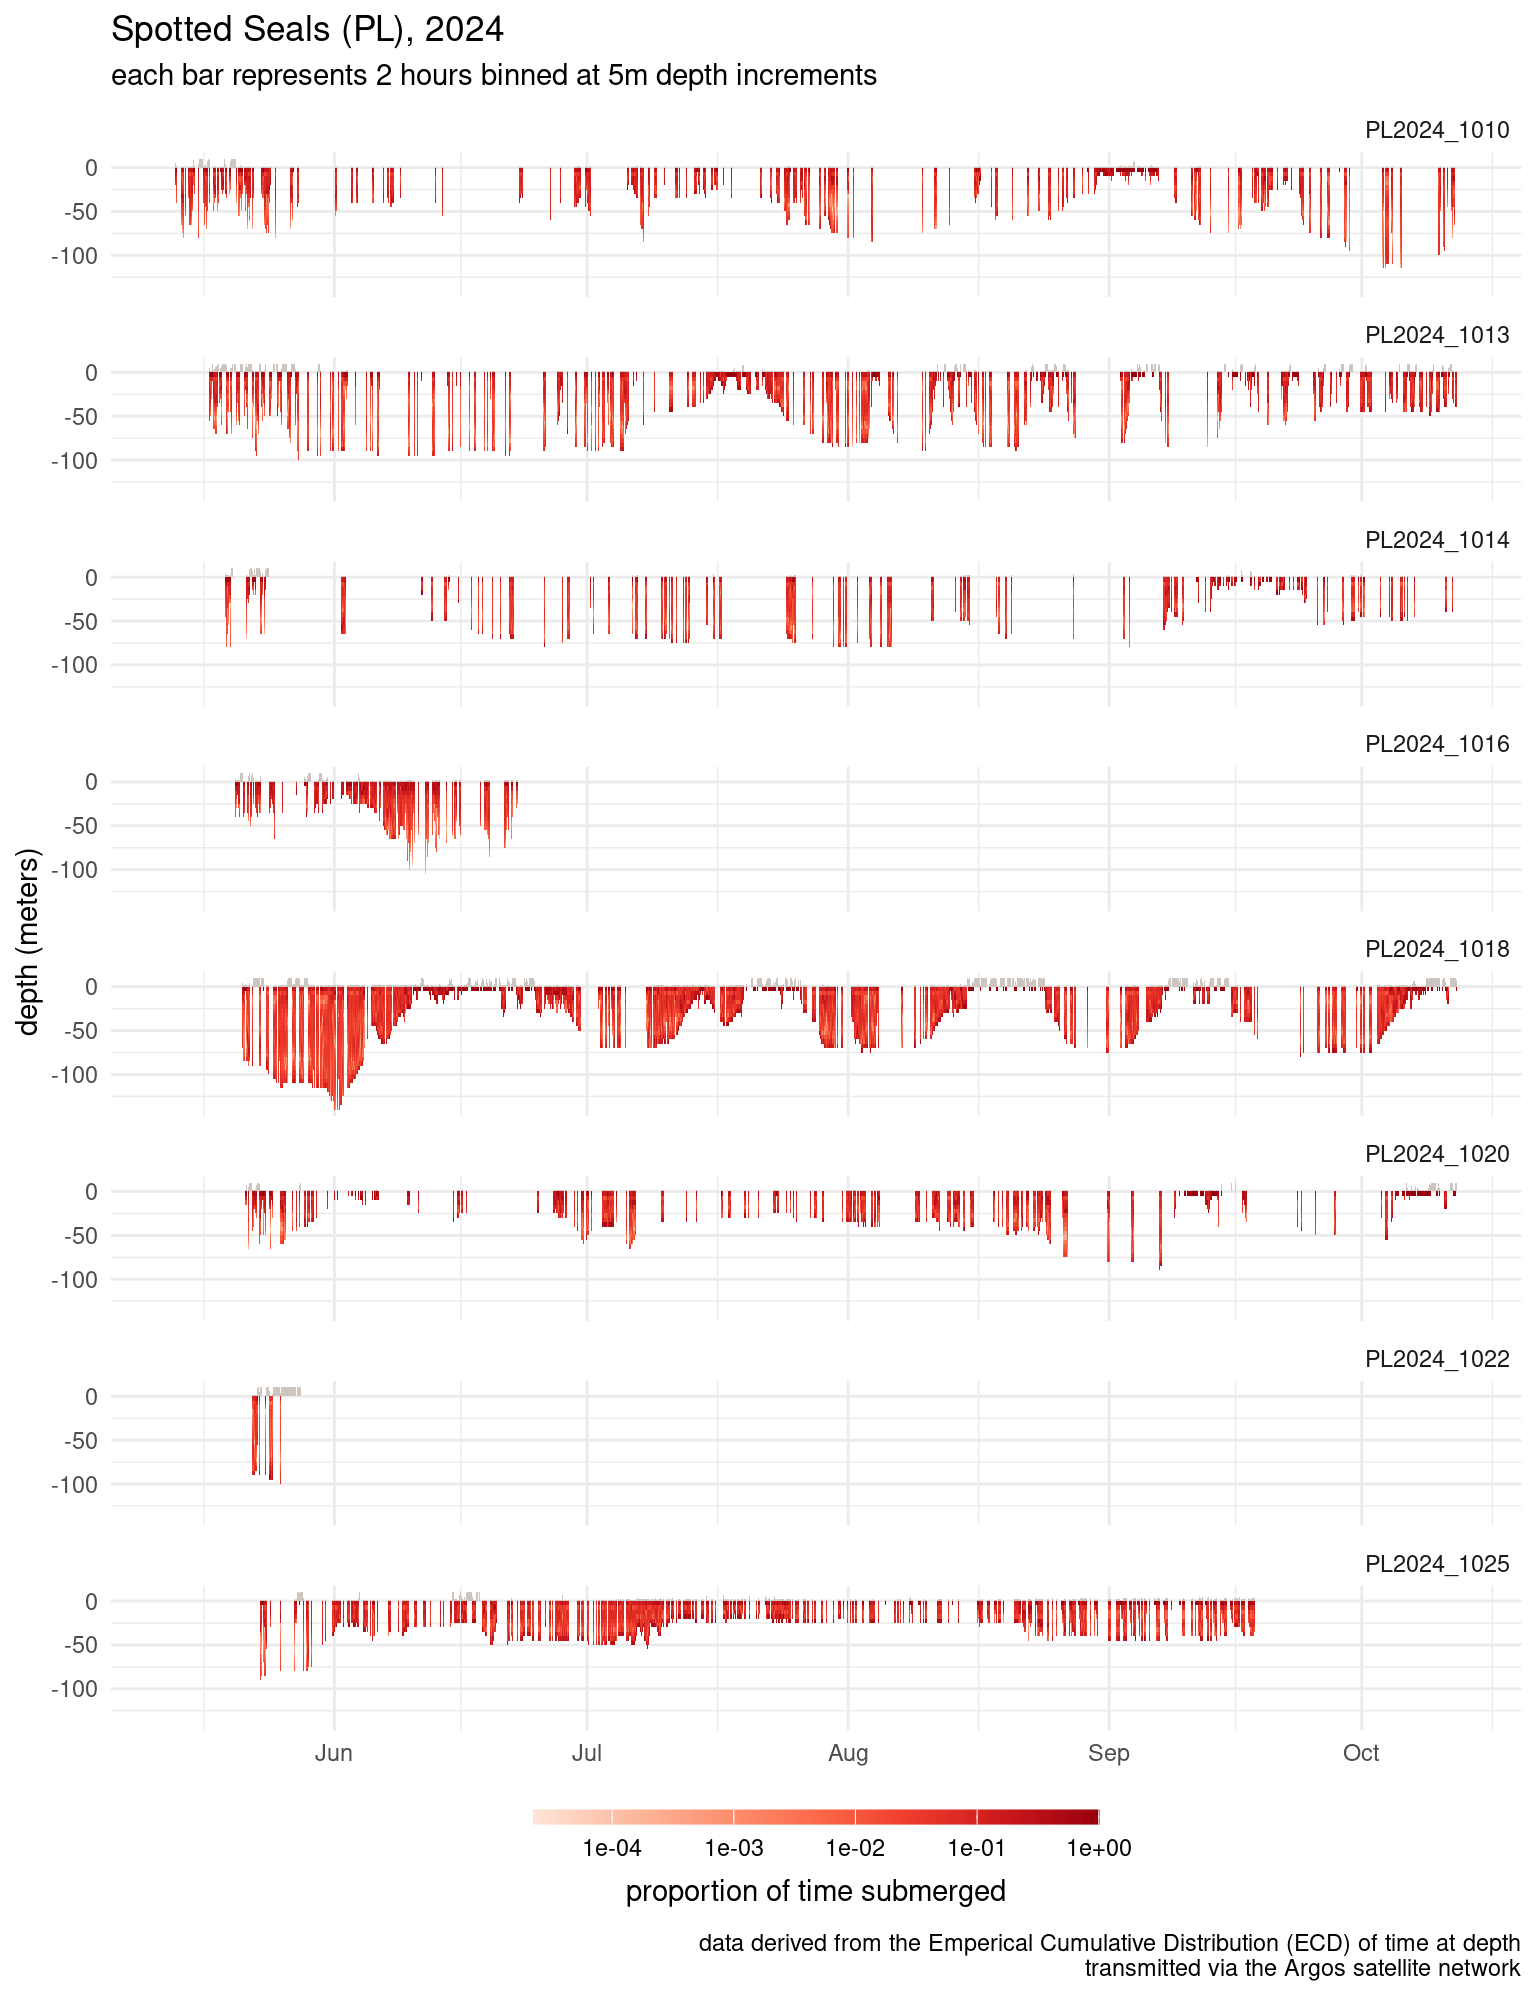 Spotted Seals (PL), 2024
each bar represents 2 hours binned at 5m depth increments
PL2024_1010
0
-50
-100
PL2024_1013
0
-50
-100
PL2024_1014
0
-50
-100
PL2024_1016
0
-50
-100
PL2024_1018
0
-50
-100
PL2024_1020
0
-50
-100
PL2024_1022
0
-50
-100
PL2024_1025
0
-50
-100
depth (meters)
Jun Jul Aug Sep Oct
1e-04 1e-03 1e-02 1e-01 1e+00
proportion of time submerged
data derived from the Emperical Cumulative Distribution (ECD) of time at depth
transmitted via the Argos satellite network